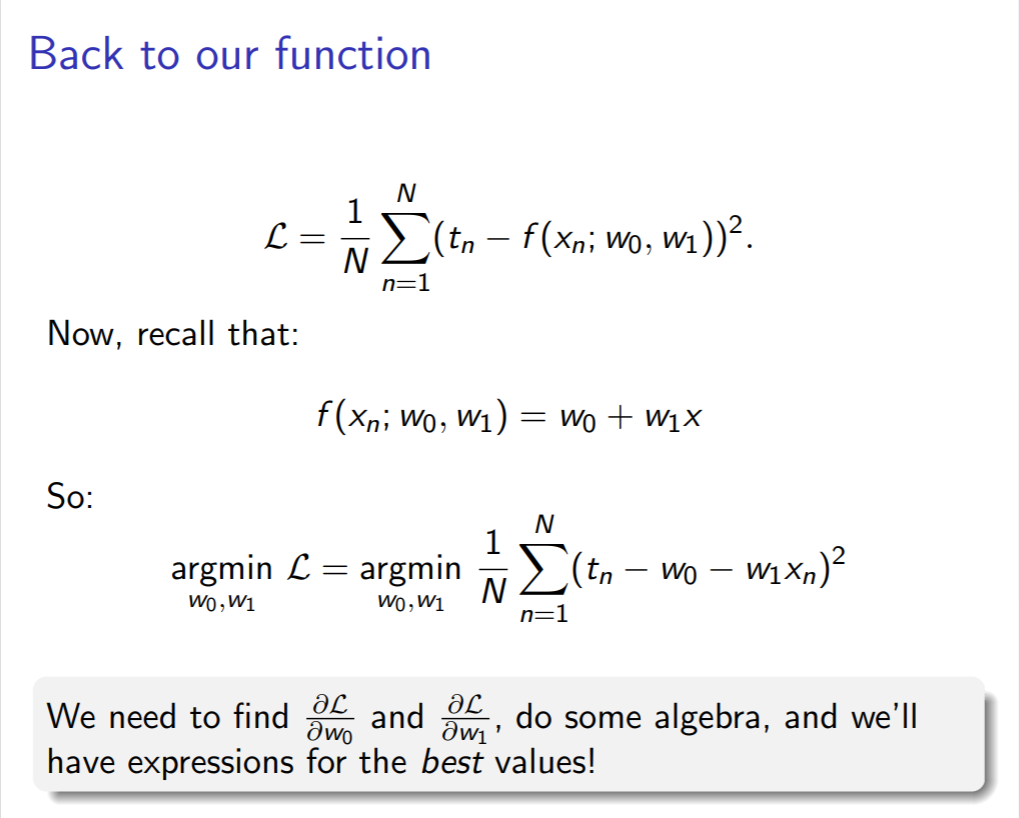 Back to our function
$\mathcal{L} = \frac{1}{N} \sum_{n=1}^{N} (t_n - f(x_n; w_0, w_1))^2.$
Now, recall that:
$f(x_n; w_0, w_1) = w_0 + w_1 x$
So:
$\underset{w_0, w_1}{\text{argmin}}\ \mathcal{L} = \underset{w_0, w_1}{\text{argmin}}\ \frac{1}{N} \sum_{n=1}^{N} (t_n - w_0 - w_1 x_n)^2$
We need to find $\frac{\partial \mathcal{L}}{\partial w_0}$ and $\frac{\partial \mathcal{L}}{\partial w_1}$, do some algebra, and we'll
have expressions for the best values!